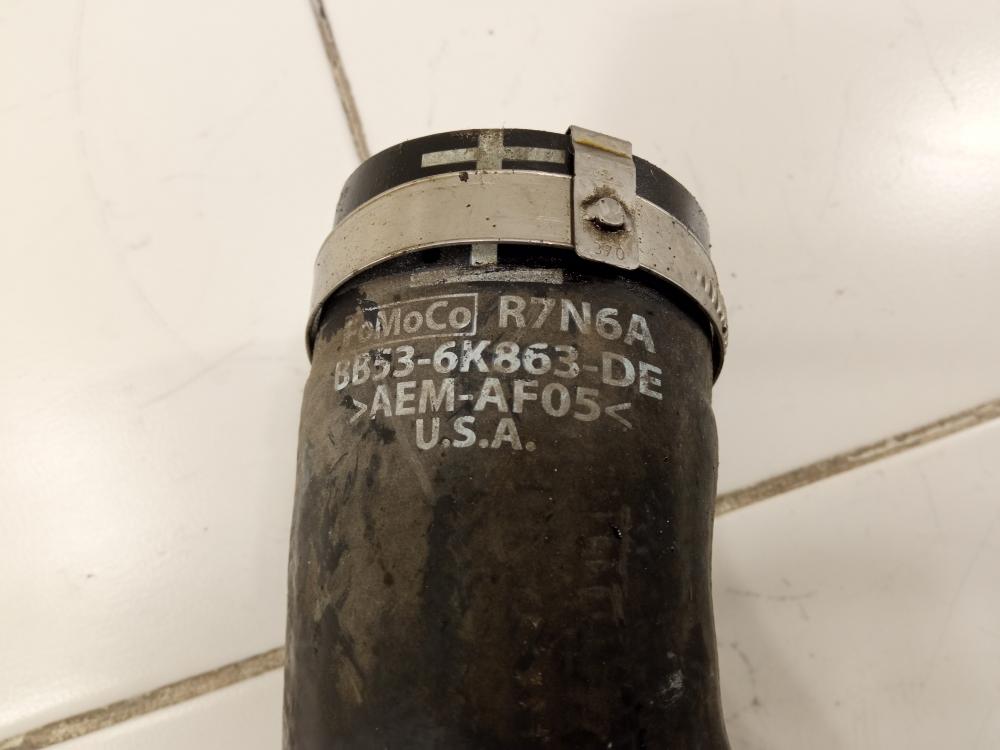 FoMoCo R7N6A
BB53-6K863-DE
>AEM-AF05<
U.S.A.